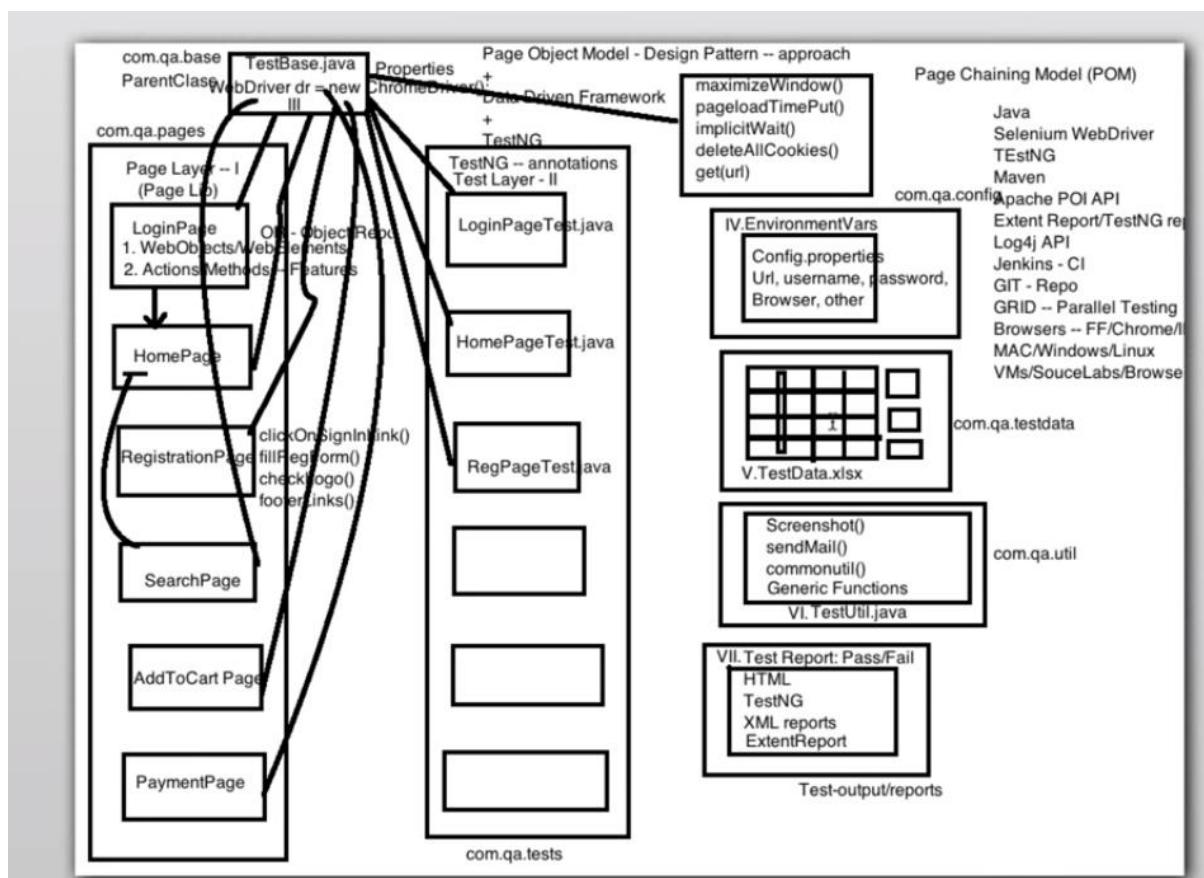 com.qa.base
ParentClass
TestBase.java
WebDriver dr = new ChromeDriver();
III
Properties
Page Object Model - Design Pattern -- approach
+
Data Driven Framework
+
TestNG
maximizeWindow()
pageloadTimePut()
implicitWait()
deleteAllCookies()
get(url)
Page Chaining Model (POM)
Java
Selenium WebDriver
TEstNG
Maven
Apache POI API
Extent Report/TestNG rep
Log4j API
Jenkins - CI
GIT - Repo
GRID -- Parallel Testing
Browsers -- FF/Chrome/I
MAC/Windows/Linux
VMs/SouceLabs/Browse
com.qa.pages
Page Layer -- I
(Page Lib)
LoginPage
OR - Object Repo
1. WebObjects/WebElements
2. Actions Methods -- Features
HomePage
RegistrationPage
clickOnSignInLink()
fillRegForm()
checkLogo()
footerLinks()
SearchPage
AddToCart Page
PaymentPage
TestNG -- annotations
Test Layer - II
LoginPageTest.java
HomePageTest.java
RegPageTest.java
com.qa.tests
com.qa.config
IV.EnvironmentVars
Config.properties
Url, username, password,
Browser, other
com.qa.testdata
V.TestData.xlsx
Screenshot()
sendMail()
commonutil()
Generic Functions
VI. TestUtil.java
com.qa.util
VII. Test Report: Pass/Fail
HTML
TestNG
XML reports
ExtentReport
Test-output/reports